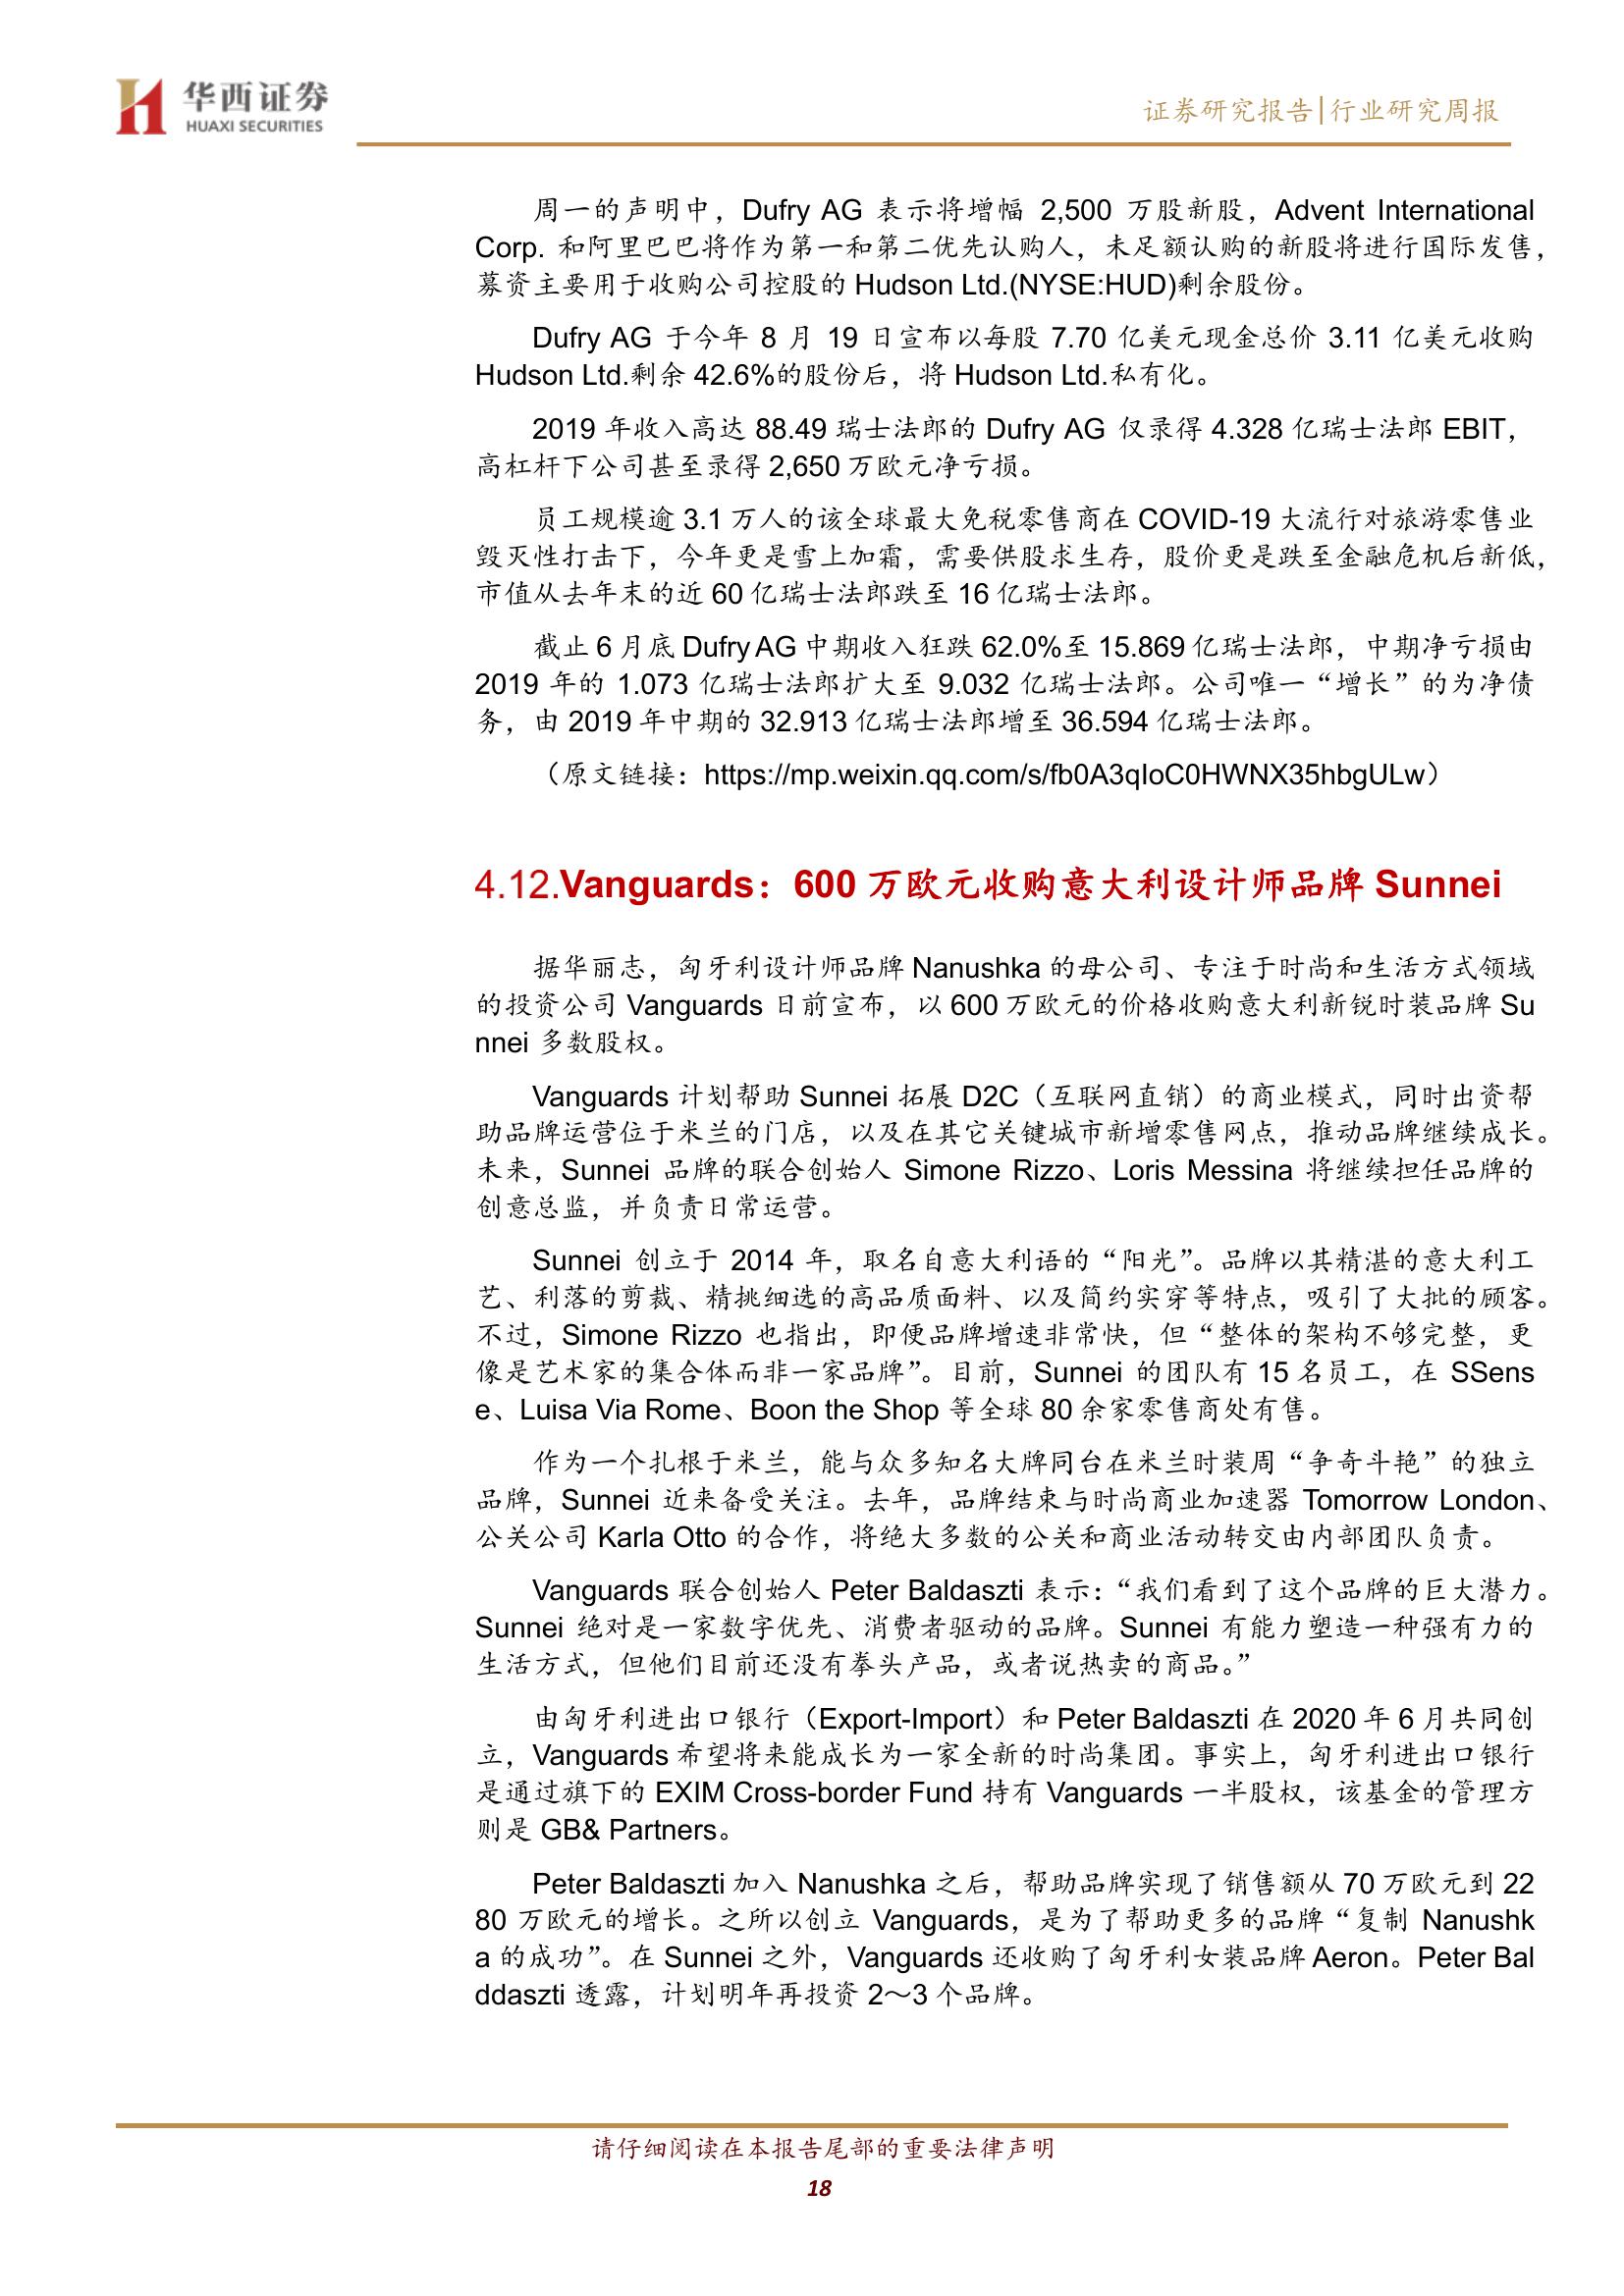 华西证券
HUAXI SECURITIES
证券研究报告|行业研究周报
周一的声明中，Dufry AG 表示将增幅 2,500 万股新股，Advent International
Corp. 和阿里巴巴将作为第一和第二优先认购人，未足额认购的新股将进行国际发售，
募资主要用于收购公司控股的 Hudson Ltd.(NYSE:HUD)剩余股份。
Dufry AG 于今年 8 月 19 日宣布以每股 7.70 亿美元现金总价 3.11 亿美元收购
Hudson Ltd.剩余 42.6%的股份后，将 Hudson Ltd.私有化。
2019 年收入高达 88.49 瑞士法郎的 Dufry AG 仅录得 4.328 亿瑞士法郎 EBIT，
高杠杆下公司甚至录得 2,650 万欧元净亏损。
员工规模逾 3.1 万人的该全球最大免税零售商在 COVID-19 大流行对旅游零售业
毁灭性打击下，今年更是雪上加霜，需要供股求生存，股价更是跌至金融危机后新低，
市值从去年末的近 60 亿瑞士法郎跌至 16 亿瑞士法郎。
截止 6 月底 Dufry AG 中期收入狂跌 62.0%至 15.869 亿瑞士法郎，中期净亏损由
2019 年的 1.073 亿瑞士法郎扩大至 9.032 亿瑞士法郎。公司唯一“增长”的为净债
务，由 2019 年中期的 32.913 亿瑞士法郎增至 36.594 亿瑞士法郎。
（原文链接：https://mp.weixin.qq.com/s/fb0A3qIoC0HWNX35hbgULw）
4.12.Vanguards：600 万欧元收购意大利设计师品牌 Sunnei
据华丽志，匈牙利设计师品牌 Nanushka 的母公司、专注于时尚和生活方式领域
的投资公司 Vanguards 日前宣布，以 600 万欧元的价格收购意大利新锐时装品牌 Su
nnei 多数股权。
Vanguards 计划帮助 Sunnei 拓展 D2C（互联网直销）的商业模式，同时出资帮
助品牌运营位于米兰的门店，以及在其它关键城市新增零售网点，推动品牌继续成长。
未来，Sunnei 品牌的联合创始人 Simone Rizzo、Loris Messina 将继续担任品牌的
创意总监，并负责日常运营。
Sunnei 创立于 2014 年，取名自意大利语的“阳光”。品牌以其精湛的意大利工
艺、利落的剪裁、精挑细选的高品质面料、以及简约实穿等特点，吸引了大批的顾客。
不过，Simone Rizzo 也指出，即便品牌增速非常快，但“整体的架构不够完整，更
像是艺术家的集合体而非一家品牌”。目前，Sunnei 的团队有 15 名员工，在 SSens
e、Luisa Via Rome、Boon the Shop 等全球 80 余家零售商处有售。
作为一个扎根于米兰，能与众多知名大牌同台在米兰时装周“争奇斗艳”的独立
品牌，Sunnei 近来备受关注。去年，品牌结束与时尚商业加速器 Tomorrow London、
公关公司 Karla Otto 的合作，将绝大多数的公关和商业活动转交由内部团队负责。
Vanguards 联合创始人 Peter Baldaszti 表示：“我们看到了这个品牌的巨大潜力。
Sunnei 绝对是一家数字优先、消费者驱动的品牌。Sunnei 有能力塑造一种强有力的
生活方式，但他们目前还没有拳头产品，或者说热卖的商品。”
由匈牙利进出口银行（Export-Import）和 Peter Baldaszti 在 2020 年 6 月共同创
立，Vanguards 希望将来能成长为一家全新的时尚集团。事实上，匈牙利进出口银行
是通过旗下的 EXIM Cross-border Fund 持有 Vanguards 一半股权，该基金的管理方
则是 GB& Partners。
Peter Baldaszti 加入 Nanushka 之后，帮助品牌实现了销售额从 70 万欧元到 22
80 万欧元的增长。之所以创立 Vanguards，是为了帮助更多的品牌“复制 Nanushk
a 的成功”。在 Sunnei 之外，Vanguards 还收购了匈牙利女装品牌 Aeron。Peter Bal
ddaszti 透露，计划明年再投资 2～3 个品牌。
请仔细阅读在本报告尾部的重要法律声明
18